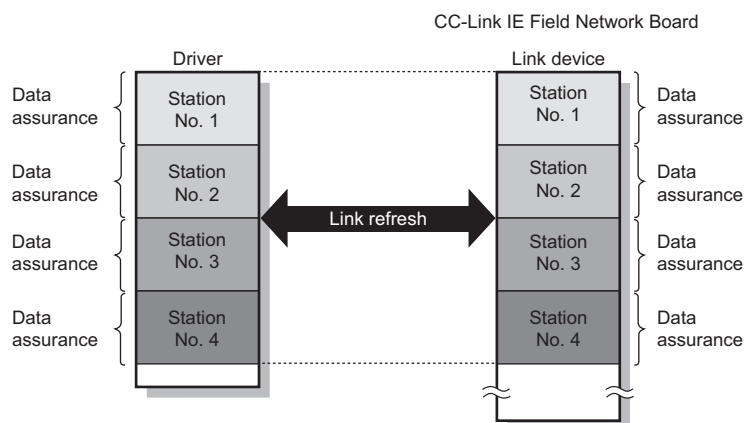 CC-Link IE Field Network Board
Driver
Link device
Data
assurance
Station
No. 1
Station
No. 1
Data
assurance
Data
assurance
Station
No. 2
Station
No. 2
Data
assurance
Link refresh
Data
assurance
Station
No. 3
Station
No. 3
Data
assurance
Data
assurance
Station
No. 4
Station
No. 4
Data
assurance